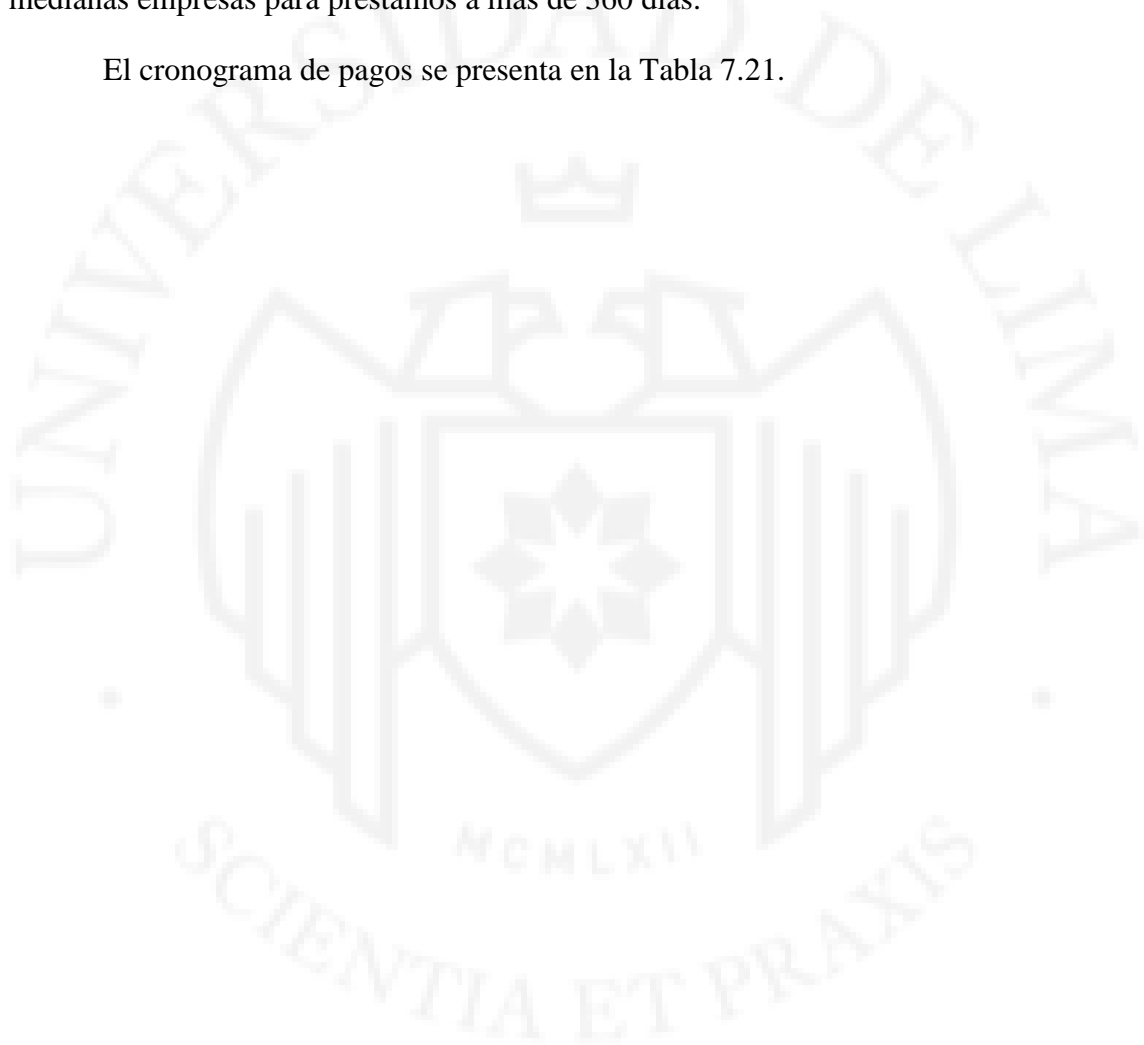 medianas empresas para préstamos a más de 360 días.
El cronograma de pagos se presenta en la Tabla 7.21.
UNIVERSIDAD DE LIMA
MCMLXII
SCIENTIA ET PRAXIS